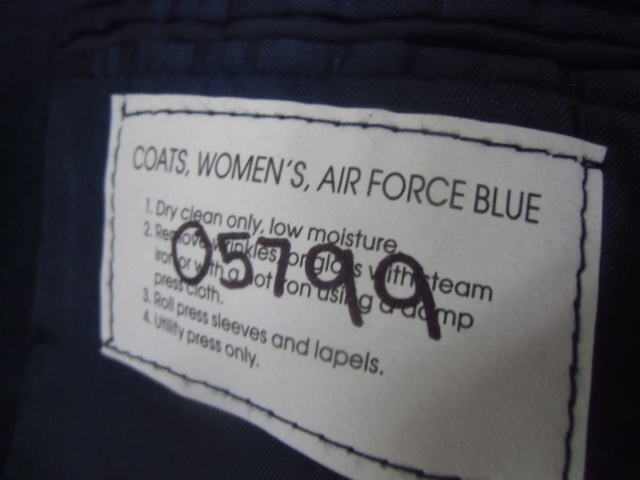 COATS, WOMEN'S, AIR FORCE BLUE
1. Dry clean only, low moisture.
2. Remove wrinkles or gloss with steam
iron or with a hot iron using a damp
press cloth.
3. Roll press sleeves and lapels.
4. Utility press only.
05799